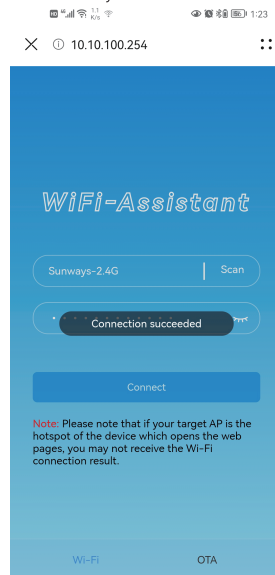 1.1
K/s
1:23
10.10.100.254
WiFi-Assistant
Sunways-2.4G
Scan
Connection succeeded
Connect
Note: Please note that if your target AP is the
hotspot of the device which opens the web
pages, you may not receive the Wi-Fi
connection result.
Wi-Fi
OTA